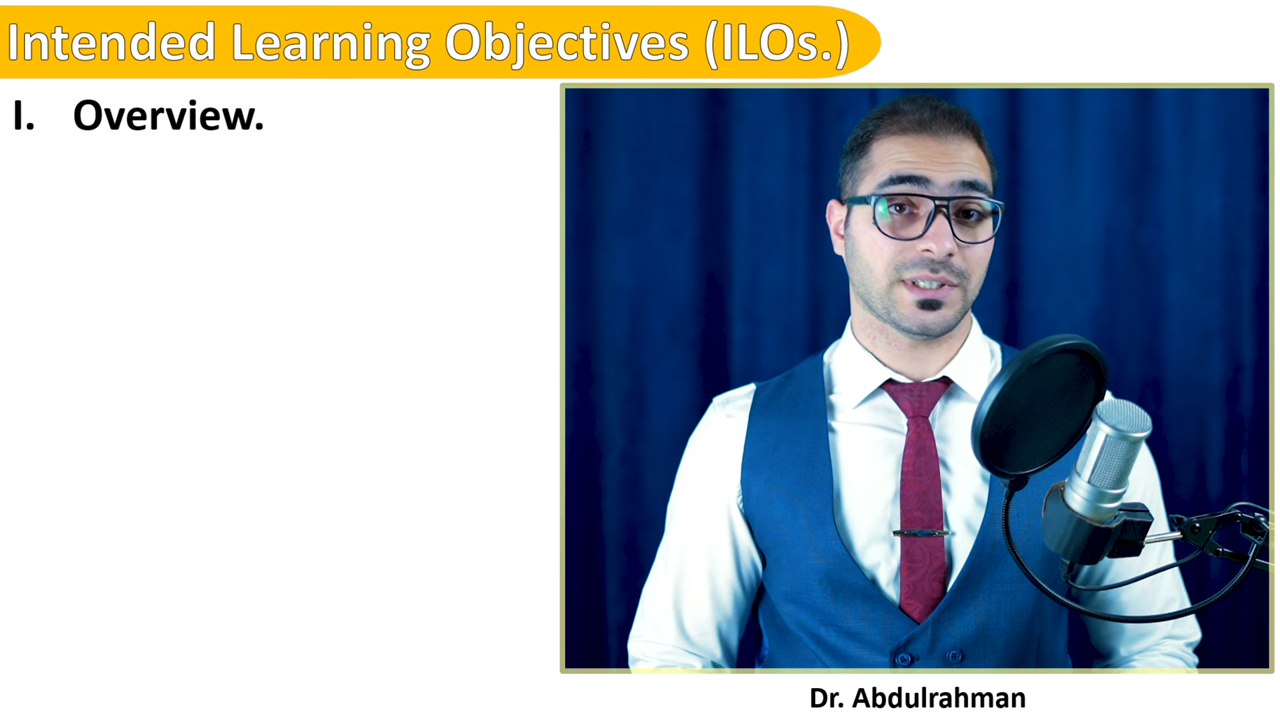 Intended Learning Objectives (ILOs.)
I. Overview.
Dr. Abdulrahman